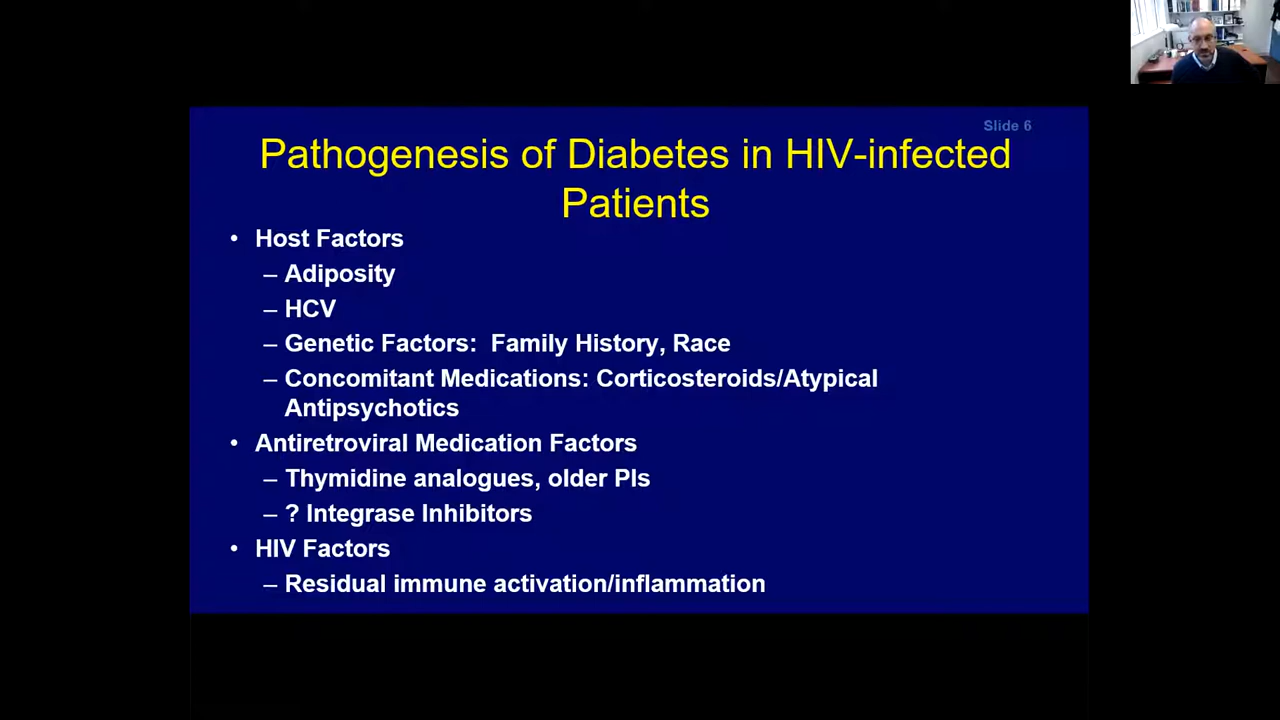 Slide 6
Pathogenesis of Diabetes in HIV-infected
Patients
• Host Factors
– Adiposity
– HCV
– Genetic Factors:  Family History, Race
– Concomitant Medications: Corticosteroids/Atypical
Antipsychotics
• Antiretroviral Medication Factors
– Thymidine analogues, older PIs
– ? Integrase Inhibitors
• HIV Factors
– Residual immune activation/inflammation